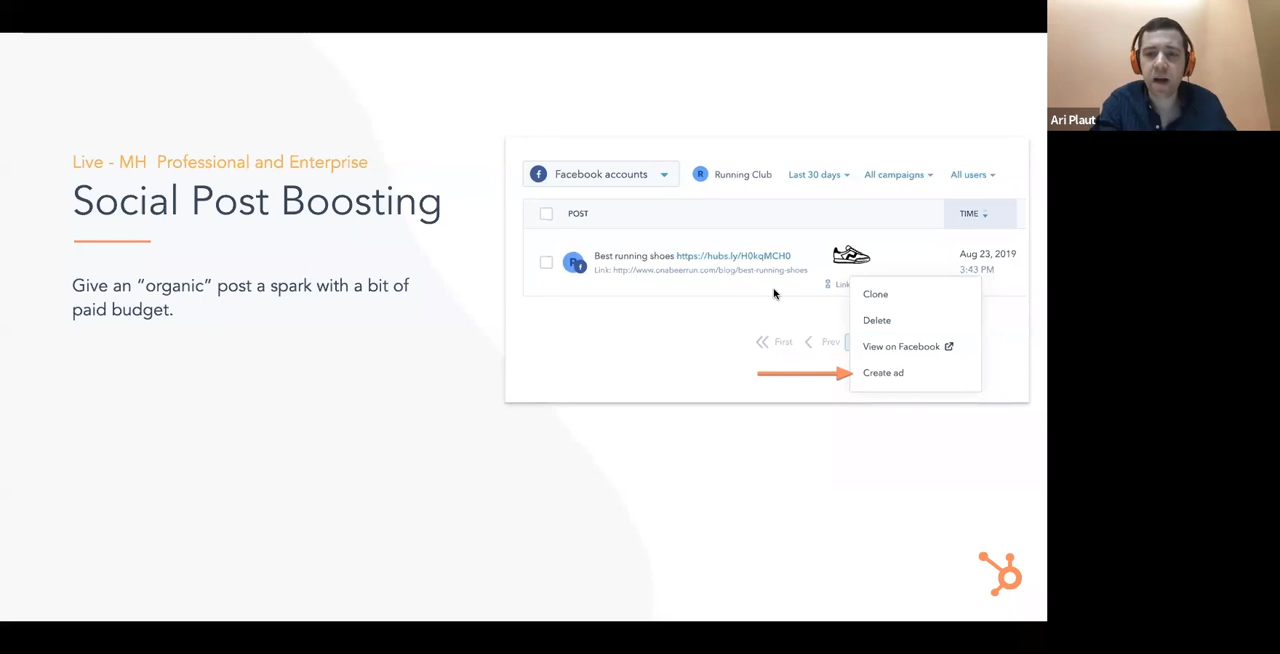 Live - MH Professional and Enterprise
Social Post Boosting
Give an “organic” post a spark with a bit of
paid budget.
Facebook accounts
R Running Club
Last 30 days
All campaigns
All users
POST
TIME
R
Best running shoes https://hubs.ly/H0kqMCH0
Link: http://www.onabeerrun.com/blog/best-running-shoes
Aug 23, 2019
3:43 PM
Link
Clone
Delete
View on Facebook
Create ad
First
Prev
Ari Plaut